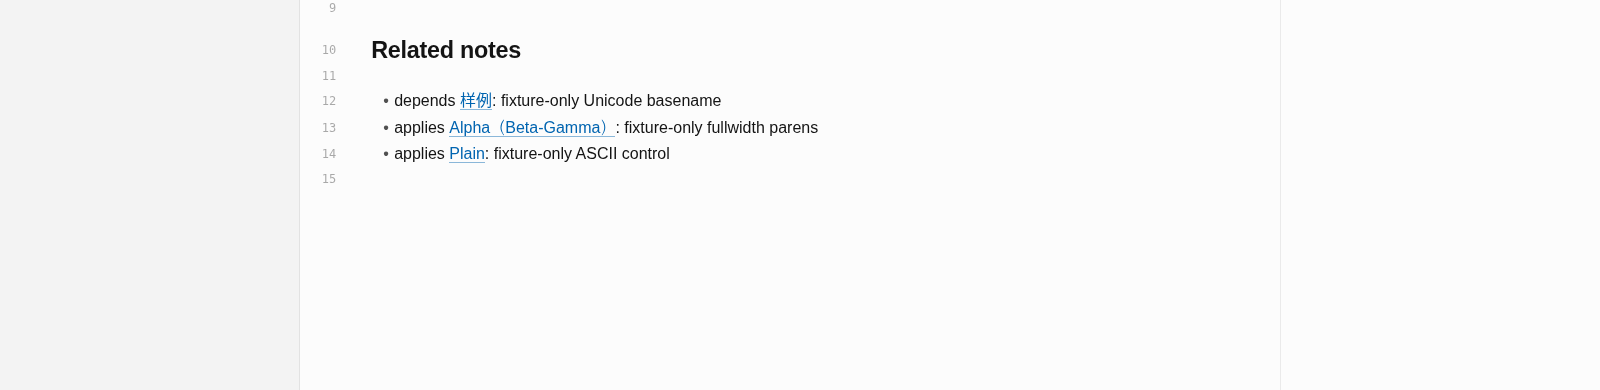 9
10 Related notes
11
12 • depends 样例: fixture-only Unicode basename
13 • applies Alpha（Beta-Gamma）: fixture-only fullwidth parens
14 • applies Plain: fixture-only ASCII control
15